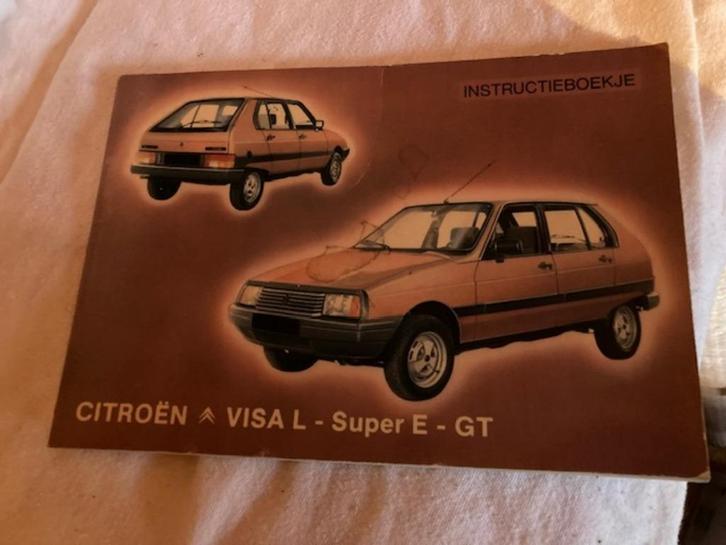 INSTRUCTIEBOEKJE
CITROËN VISA L - Super E - GT